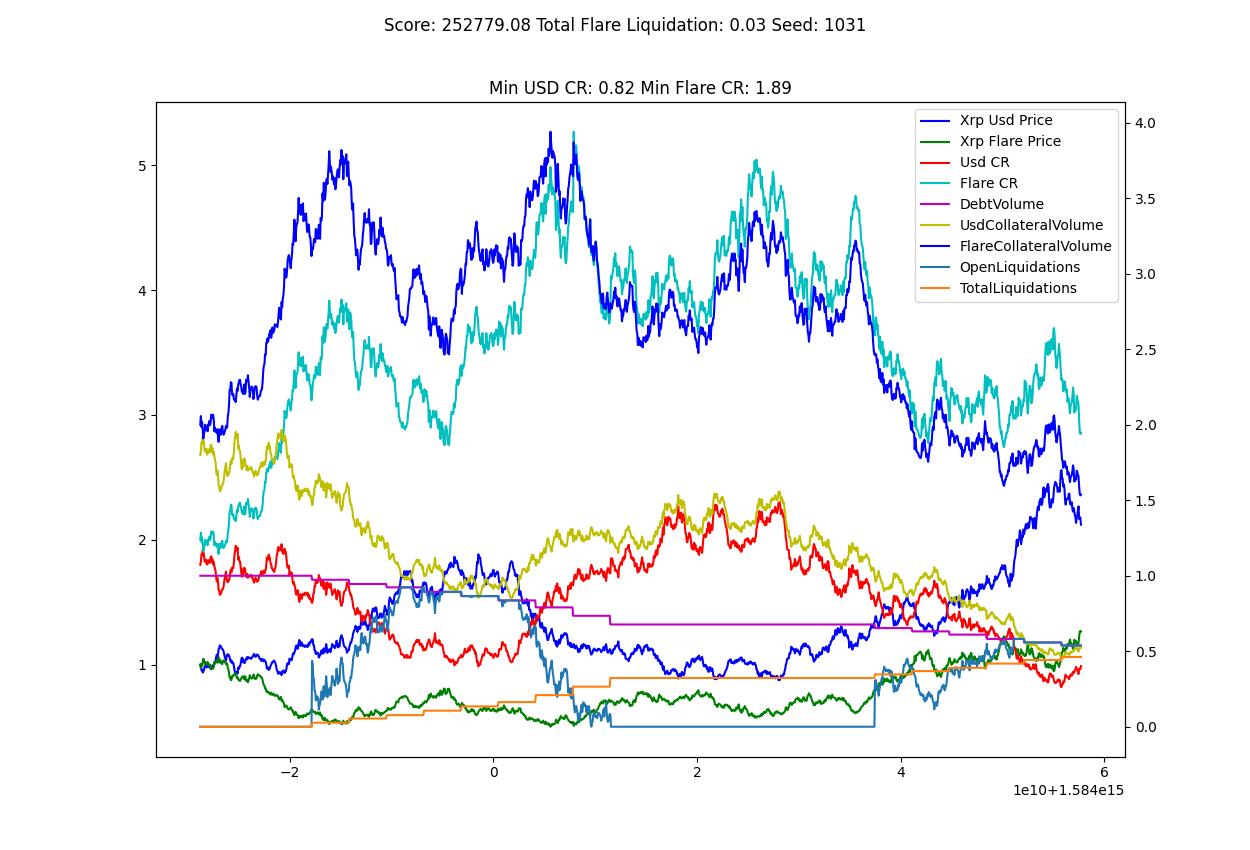 Score: 252779.08 Total Flare Liquidation: 0.03 Seed: 1031
Min USD CR: 0.82 Min Flare CR: 1.89
Xrp Usd Price
Xrp Flare Price
Usd CR
Flare CR
DebtVolume
UsdCollateralVolume
FlareCollateralVolume
OpenLiquidations
TotalLiquidations
5
4
3
2
1
4.0
3.5
3.0
2.5
2.0
1.5
1.0
0.5
0.0
−2 0 2 4 6
1e10+1.584e15